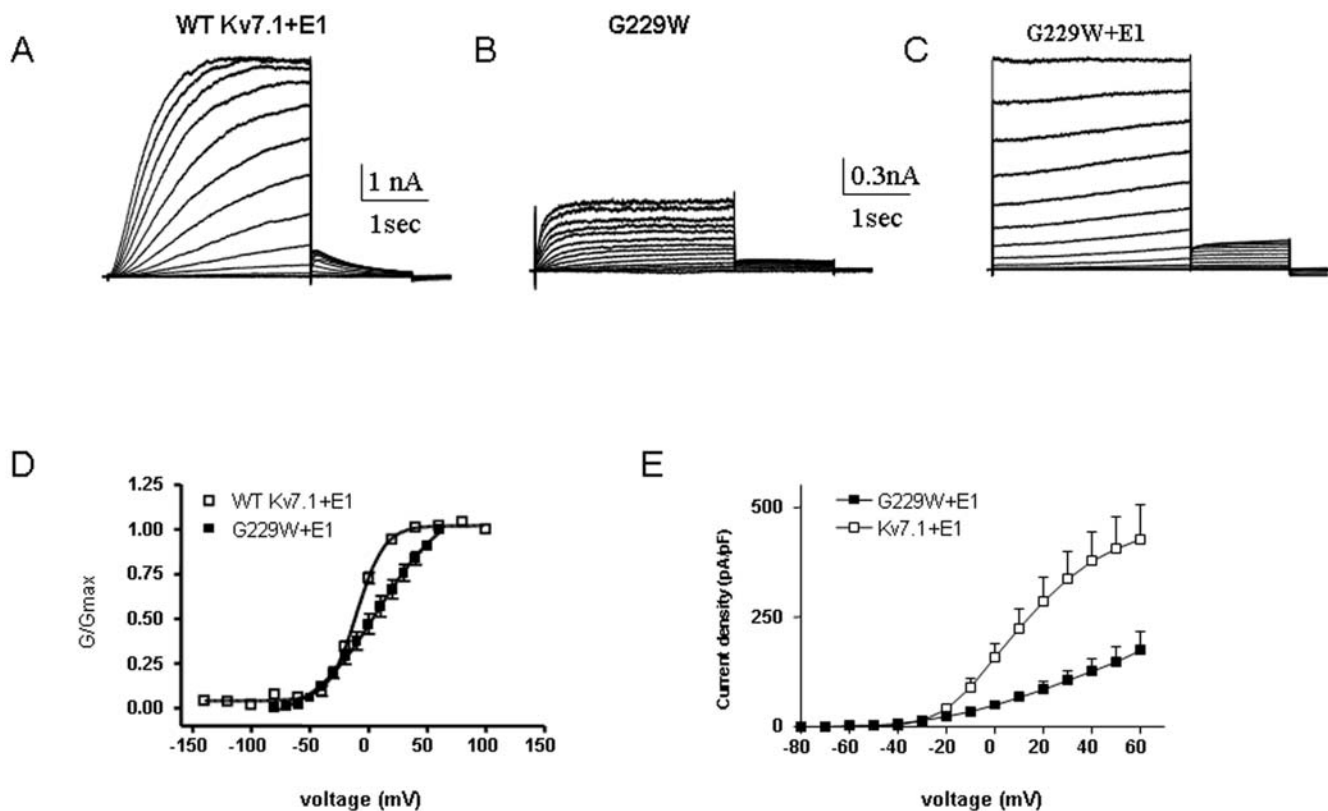 A
WT Kv7.1+E1
1 nA
1sec
B
G229W
0.3nA
1sec
C
G229W+E1
D
WT Kv7.1+E1
G229W+E1
G/Gmax
1.25
1.00
0.75
0.50
0.25
0.00
-150 -100 -50 0 50 100 150
voltage (mV)
E
G229W+E1
Kv7.1+E1
Current density (pA/pF)
500
250
0
-80 -60 -40 -20 0 20 40 60
voltage (mV)